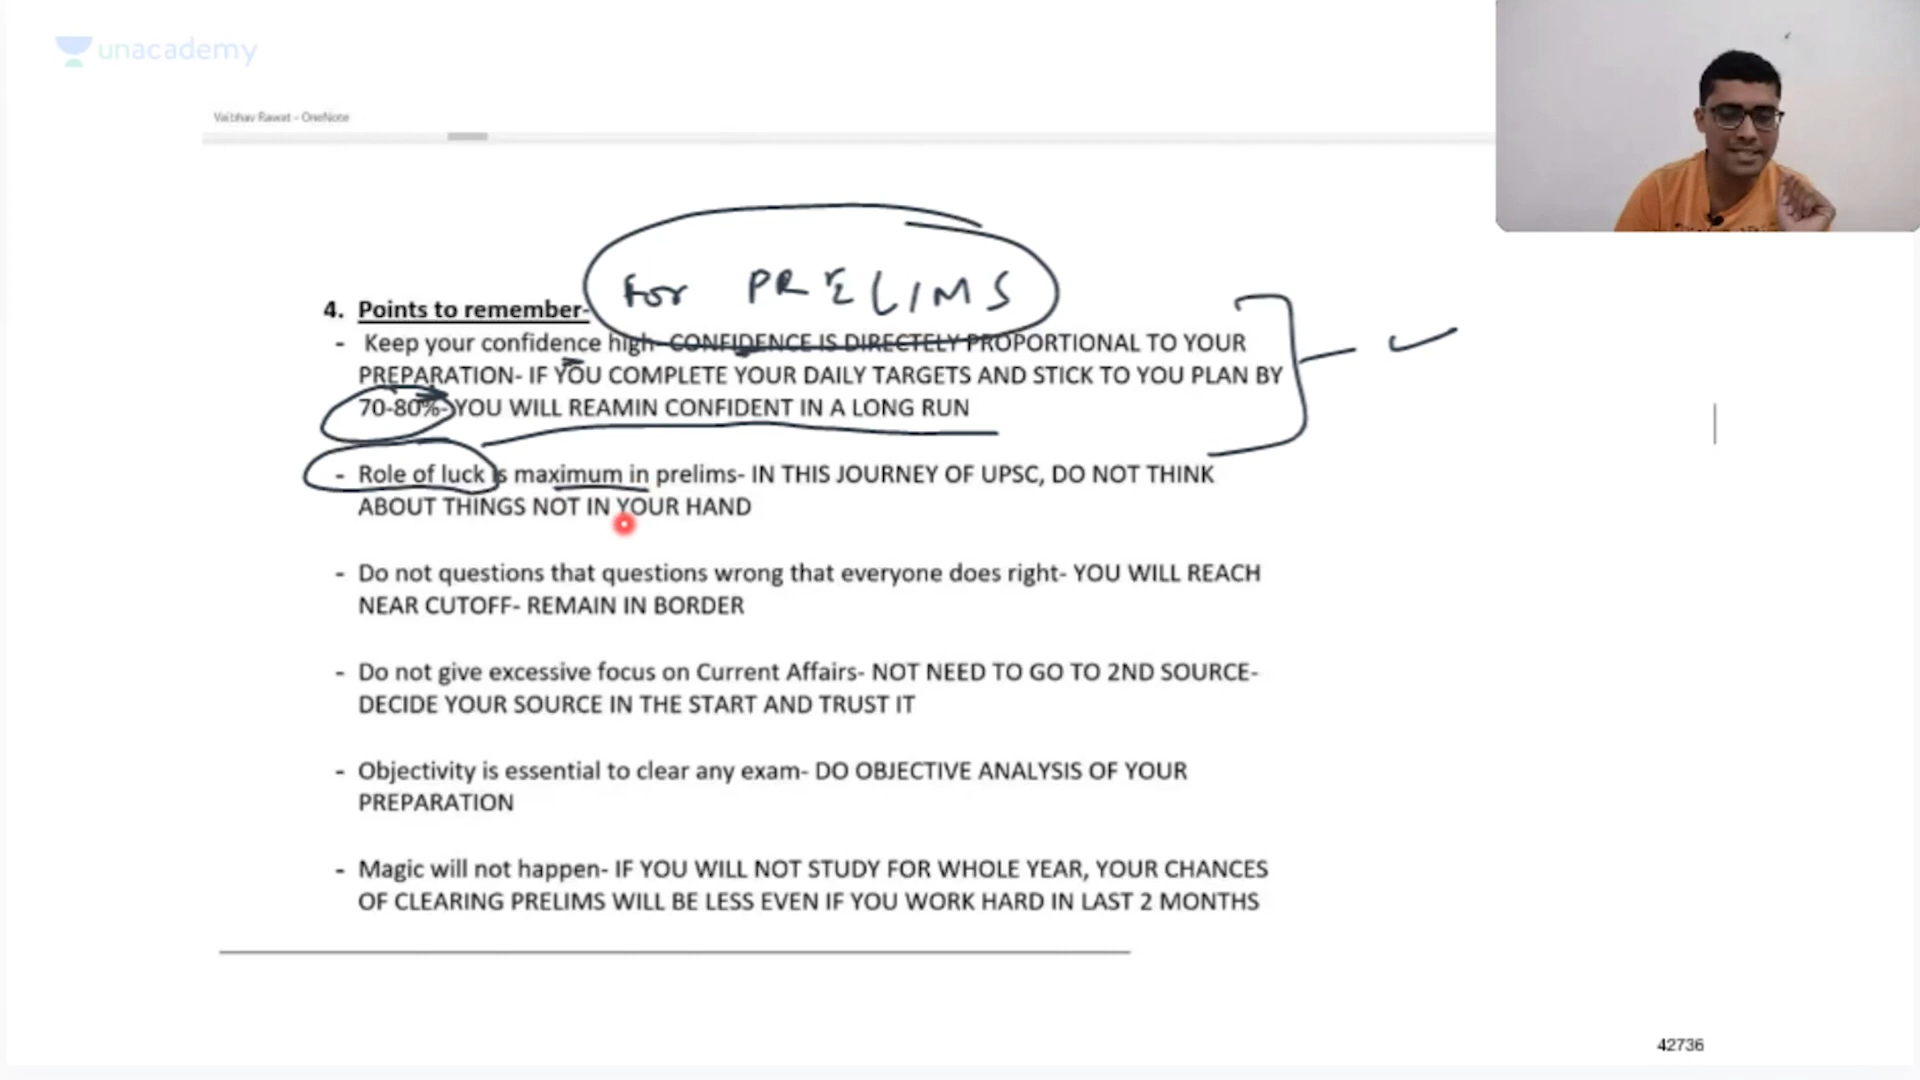 unacademy
Vaibhav Rawat - OneNote
For PRELIMS
4. Points to remember-
- Keep your confidence high- CONFIDENCE IS DIRECTELY PROPORTIONAL TO YOUR
PREPARATION- IF YOU COMPLETE YOUR DAILY TARGETS AND STICK TO YOU PLAN BY
70-80%- YOU WILL REAMIN CONFIDENT IN A LONG RUN
- Role of luck is maximum in prelims- IN THIS JOURNEY OF UPSC, DO NOT THINK
ABOUT THINGS NOT IN YOUR HAND
- Do not questions that questions wrong that everyone does right- YOU WILL REACH
NEAR CUTOFF- REMAIN IN BORDER
- Do not give excessive focus on Current Affairs- NOT NEED TO GO TO 2ND SOURCE-
DECIDE YOUR SOURCE IN THE START AND TRUST IT
- Objectivity is essential to clear any exam- DO OBJECTIVE ANALYSIS OF YOUR
PREPARATION
- Magic will not happen- IF YOU WILL NOT STUDY FOR WHOLE YEAR, YOUR CHANCES
OF CLEARING PRELIMS WILL BE LESS EVEN IF YOU WORK HARD IN LAST 2 MONTHS
42736